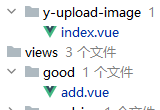 y-upload-image
index.vue
views 3 个文件
good 1 个文件
add.vue